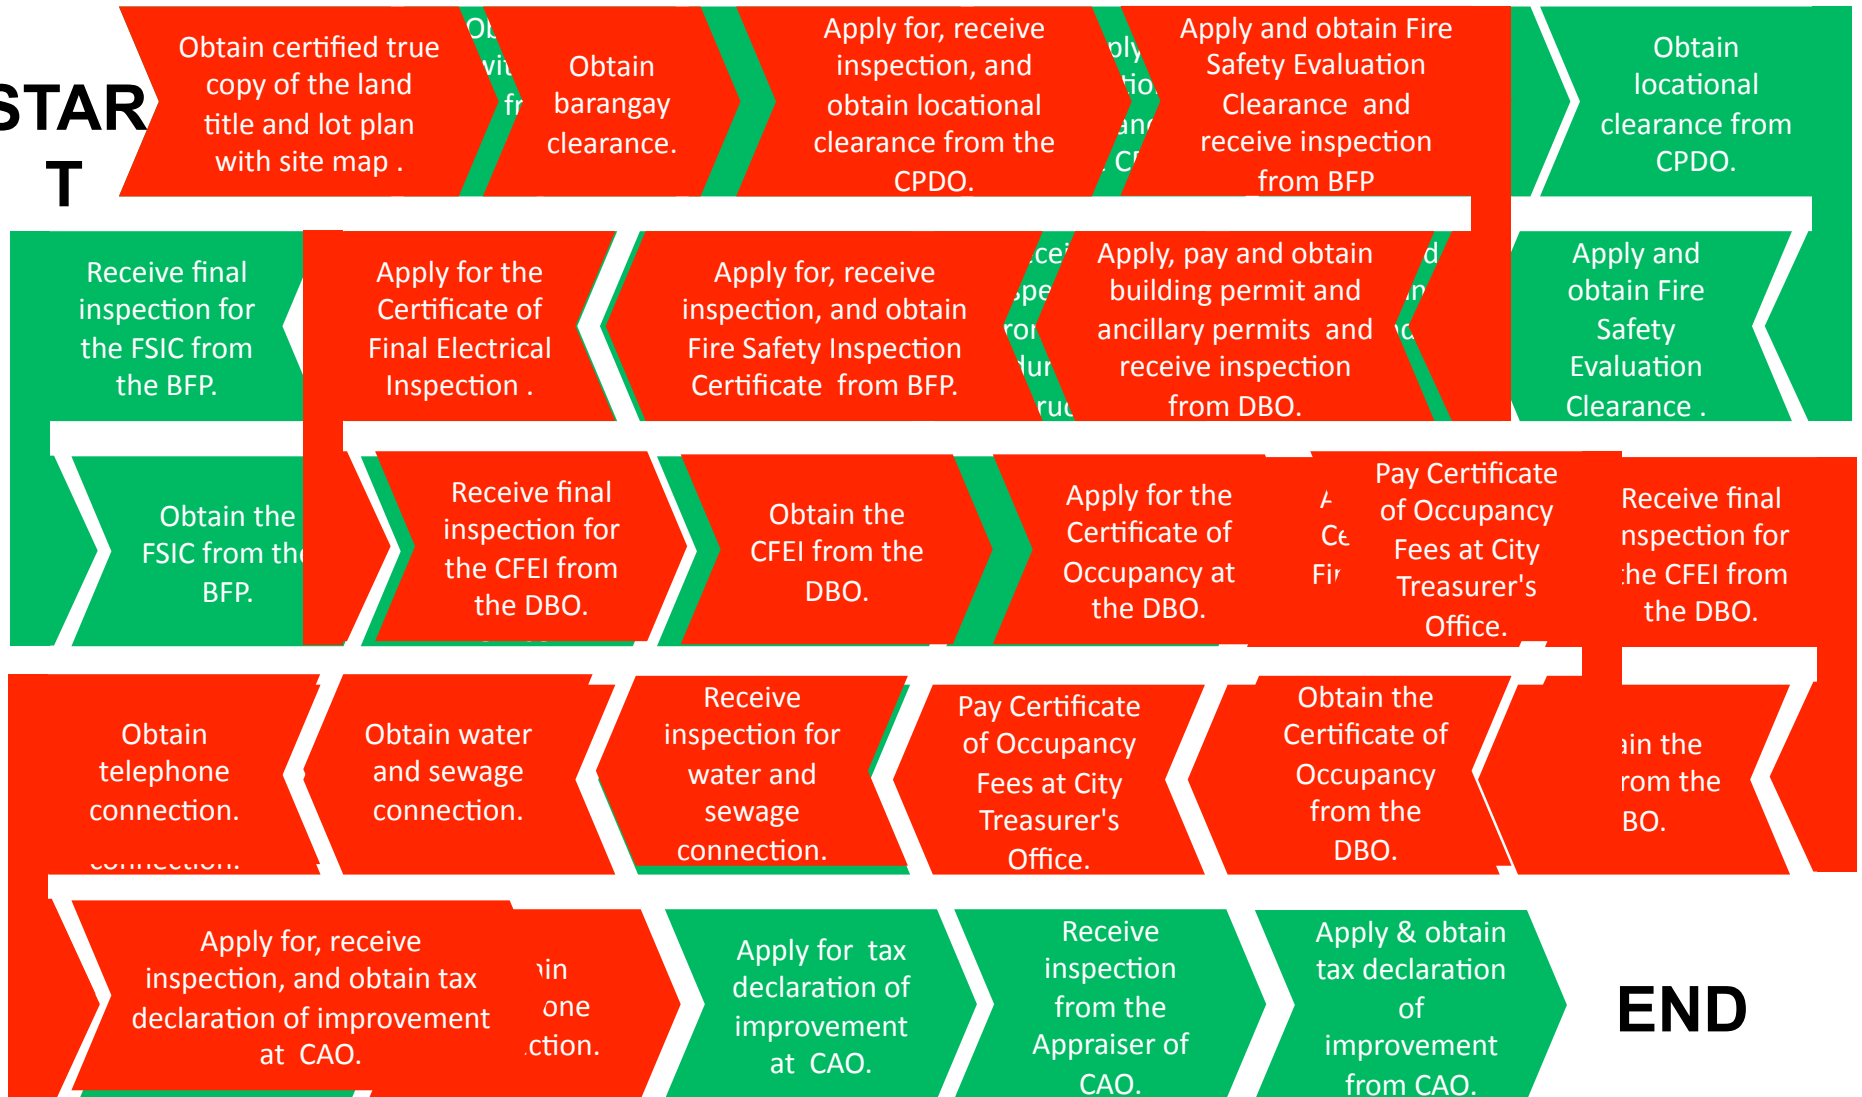 STAR
T
Obtain certified true
copy of the land
title and lot plan
with site map .
Obtain
barangay
clearance.
Apply for, receive
inspection, and
obtain locational
clearance from the
CPDO.
Apply and obtain Fire
Safety Evaluation
Clearance and
receive inspection
from BFP
Obtain
locational
clearance from
CPDO.
Receive final
inspection for
the FSIC from
the BFP.
Apply for the
Certificate of
Final Electrical
Inspection .
Apply for, receive
inspection, and obtain
Fire Safety Inspection
Certificate from BFP.
Apply, pay and obtain
building permit and
ancillary permits and
receive inspection
from DBO.
Apply and
obtain Fire
Safety
Evaluation
Clearance .
Obtain the
FSIC from the
BFP.
Receive final
inspection for
the CFEI from
the DBO.
Obtain the
CFEI from the
DBO.
Apply for the
Certificate of
Occupancy at
the DBO.
Pay Certificate
of Occupancy
Fees at City
Treasurer's
Office.
Receive final
nspection for
the CFEI from
the DBO.
Obtain
telephone
connection.
connection.
Obtain water
and sewage
connection.
Receive
inspection for
water and
sewage
connection.
Pay Certificate
of Occupancy
Fees at City
Treasurer's
Office.
Obtain the
Certificate of
Occupancy
from the
DBO.
ain the
rom the
BO.
Apply for, receive
inspection, and obtain tax
declaration of improvement
at CAO.
in
one
ction.
Apply for tax
declaration of
improvement
at CAO.
Receive
inspection
from the
Appraiser of
CAO.
Apply & obtain
tax declaration
of
improvement
from CAO.
END